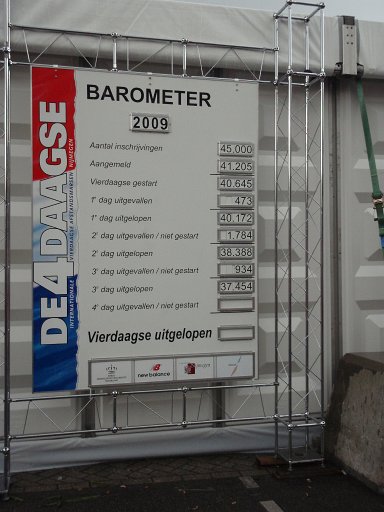 DE 4DAAGSE
INTERNATIONALE VIERDAAGSE AFSTANDSMARSEN NIJMEGEN
BAROMETER
2009
Aantal inschrijvingen 45.000
Aangemeld 41.205
Vierdaagse gestart 40.645
1e dag uitgevallen 473
1e dag uitgelopen 40.172
2e dag uitgevallen / niet gestart 1.784
2e dag uitgelopen 38.388
3e dag uitgevallen / niet gestart 934
3e dag uitgelopen 37.454
4e dag uitgevallen / niet gestart
Vierdaagse uitgelopen
new balance